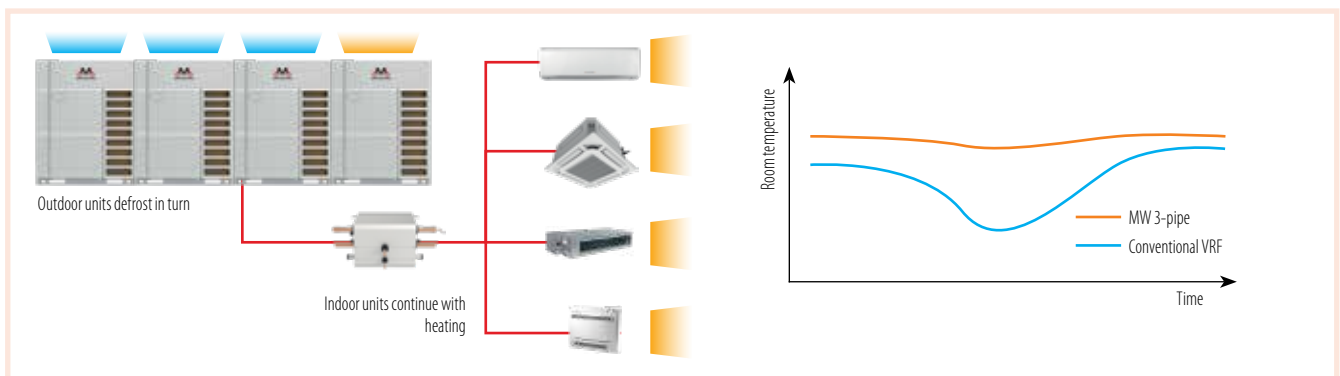 Outdoor units defrost in turn
Indoor units continue with
heating
Room temperature
MW 3-pipe
Conventional VRF
Time